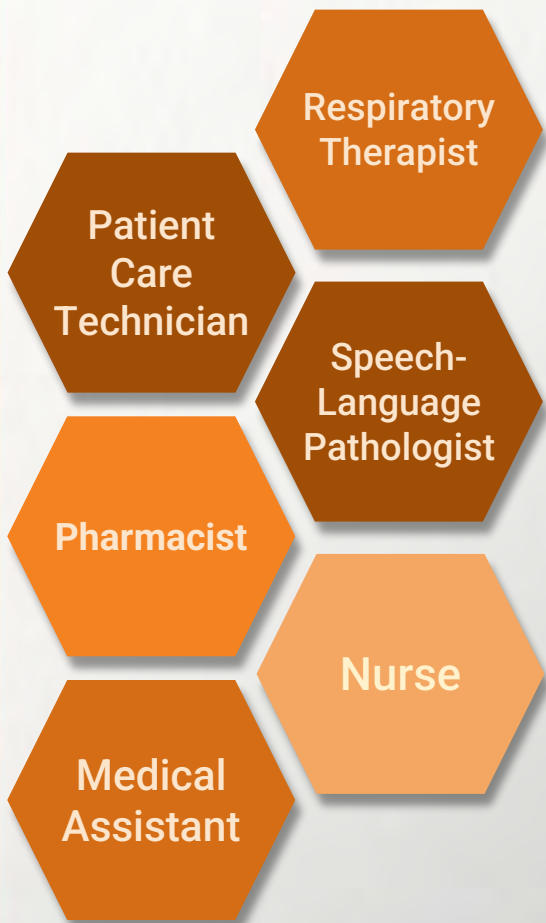 Respiratory
Therapist
Patient
Care
Technician
Speech-
Language
Pathologist
Pharmacist
Nurse
Medical
Assistant